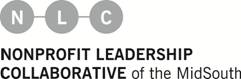 N L C
NONPROFIT LEADERSHIP
COLLABORATIVE of the MidSouth